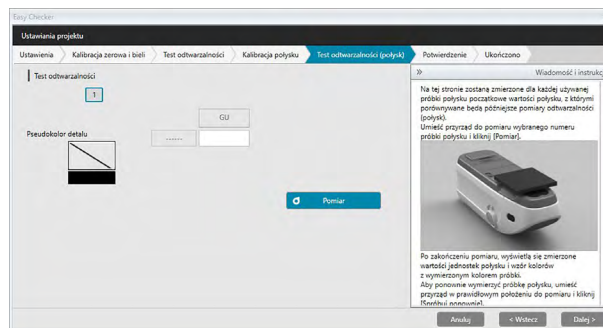 Easy Checker
Ustawiania projektu
Ustawienia
Kalibracja zerowa i bieli
Test odtwarzalności
Kalibracja połysku
Test odtwarzalności (połysk)
Potwierdzenie
Ukończono
Test odtwarzalności
1
GU
Pseudokolor detalu
------
Pomiar
»
Wiadomość i instrukc
Na tej stronie zostaną zmierzone dla każdej używanej
próbki połysku początkowe wartości połysku, z którymi
porównywane będą późniejsze pomiary odtwarzalności
(połysk).
Umieść przyrząd do pomiaru wybranego numeru
próbki połysku i kliknij [Pomiar].
Po zakończeniu pomiaru, wyświetlą się zmierzone
wartości jednostek połysku i wzór kolorów
z wymierzonym kolorem próbki.
Aby ponownie wymierzyć próbkę połysku, umieść
przyrząd w prawidłowym położeniu do pomiaru i kliknij
[Spróbuj ponownie].
Anuluj
< Wstecz
Dalej >